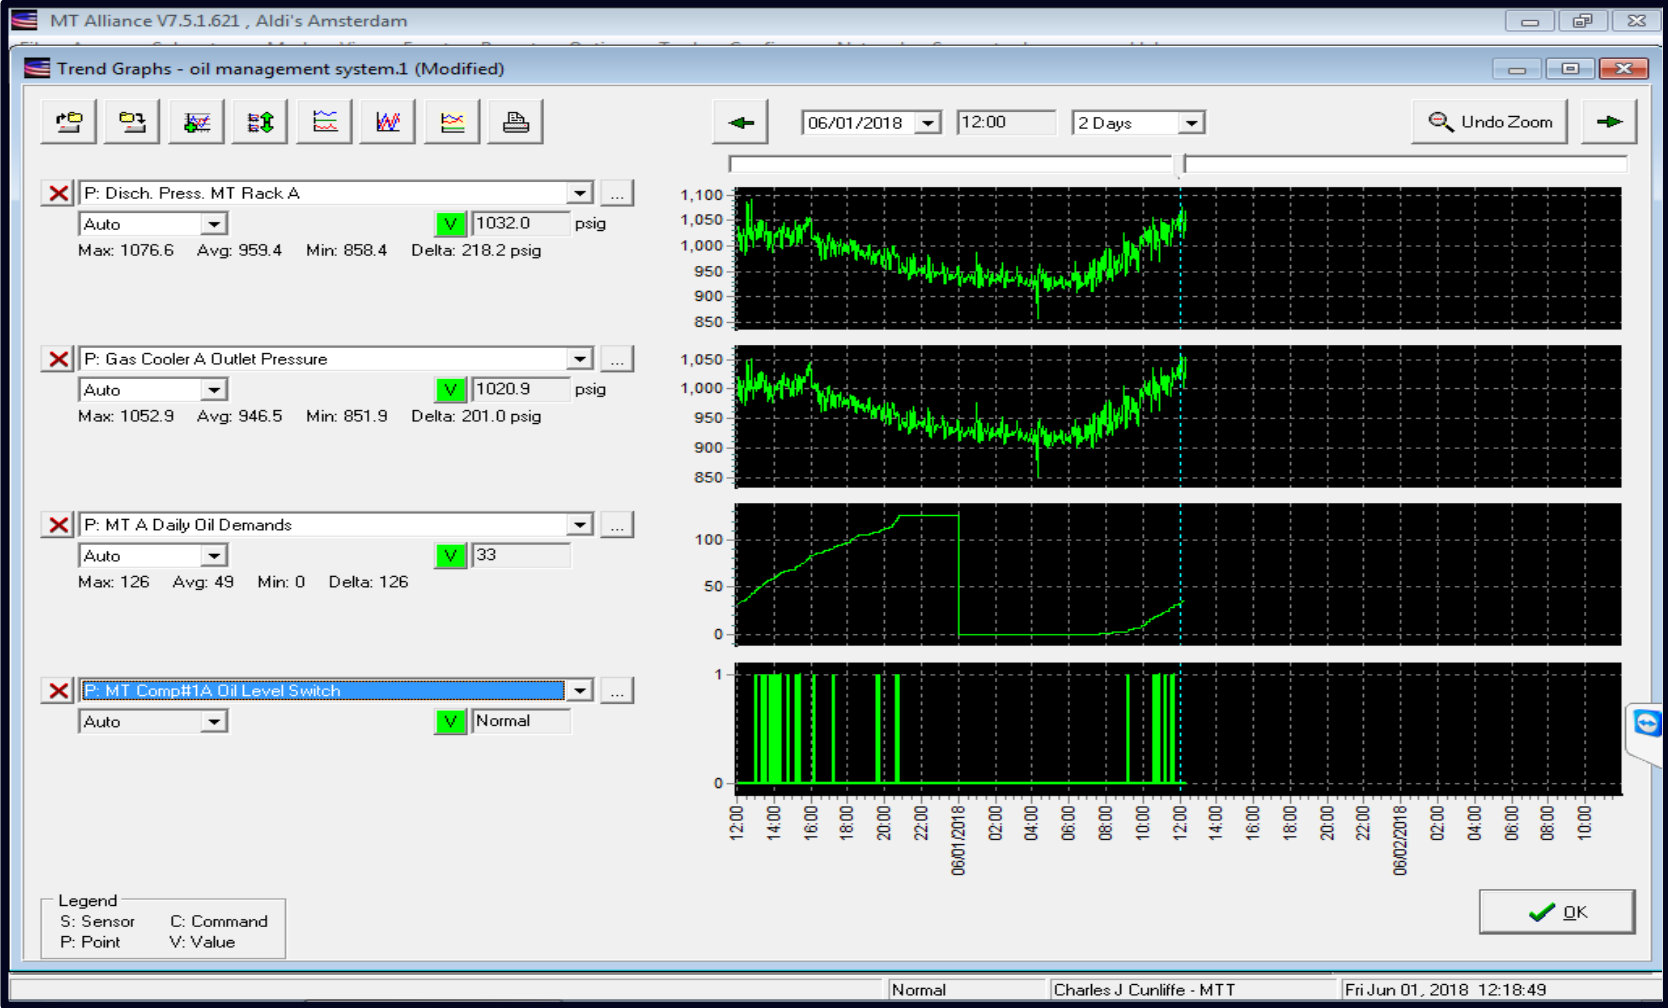 MT Alliance V7.5.1.621 , Aldi's Amsterdam
Trend Graphs - oil management system.1 (Modified)
06/01/2018 12:00 2 Days Undo Zoom
P: Disch. Press. MT Rack A ...
Auto V 1032.0 psig
Max: 1076.6 Avg: 959.4 Min: 858.4 Delta: 218.2 psig
1,100
1,050
1,000
950
900
850
P: Gas Cooler A Outlet Pressure ...
Auto V 1020.9 psig
Max: 1052.9 Avg: 946.5 Min: 851.9 Delta: 201.0 psig
1,050
1,000
950
900
850
P: MT A Daily Oil Demands ...
Auto V 33
Max: 126 Avg: 49 Min: 0 Delta: 126
100
50
0
P: MT Comp#1A Oil Level Switch ...
Auto V Normal
1
0
12:00 14:00 16:00 18:00 20:00 22:00 06/01/2018 02:00 04:00 06:00 08:00 10:00 12:00 14:00 16:00 18:00 20:00 22:00 06/02/2018 02:00 04:00 06:00 08:00 10:00
Legend
S: Sensor C: Command
P: Point V: Value
OK
Normal Charles J Cunliffe - MTT Fri Jun 01, 2018 12:18:49